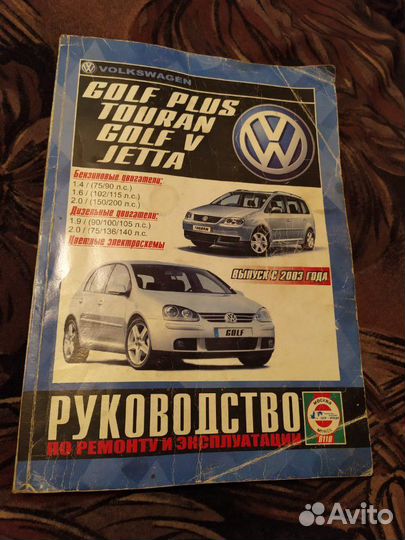 VOLKSWAGEN
GOLF PLUS
TOURAN
GOLF V
JETTA
Бензиновые двигатели:
1.4 / (75/90 л.с.)
1.6 / (102/115 л.с.)
2.0 / (150/200 л.с.)
Дизельные двигатели:
1.9 / (90/100/105 л.с.)
2.0 / (75/136/140 л.с.
Цветные электросхемы
TOURAN
ВЫПУСК С 2003 ГОДА
GOLF
РУКОВОДСТВО
ПО РЕМОНТУ И ЭКСПЛУАТАЦИИ
МОСКВА
Avito